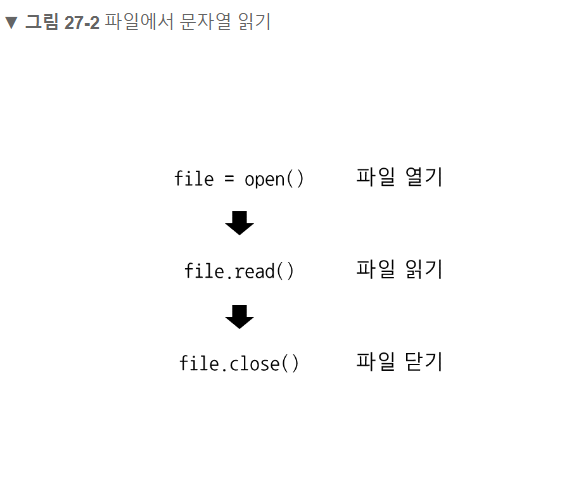 ▼ 그림 27-2 파일에서 문자열 읽기
file = open() 파일 열기
file.read() 파일 읽기
file.close() 파일 닫기